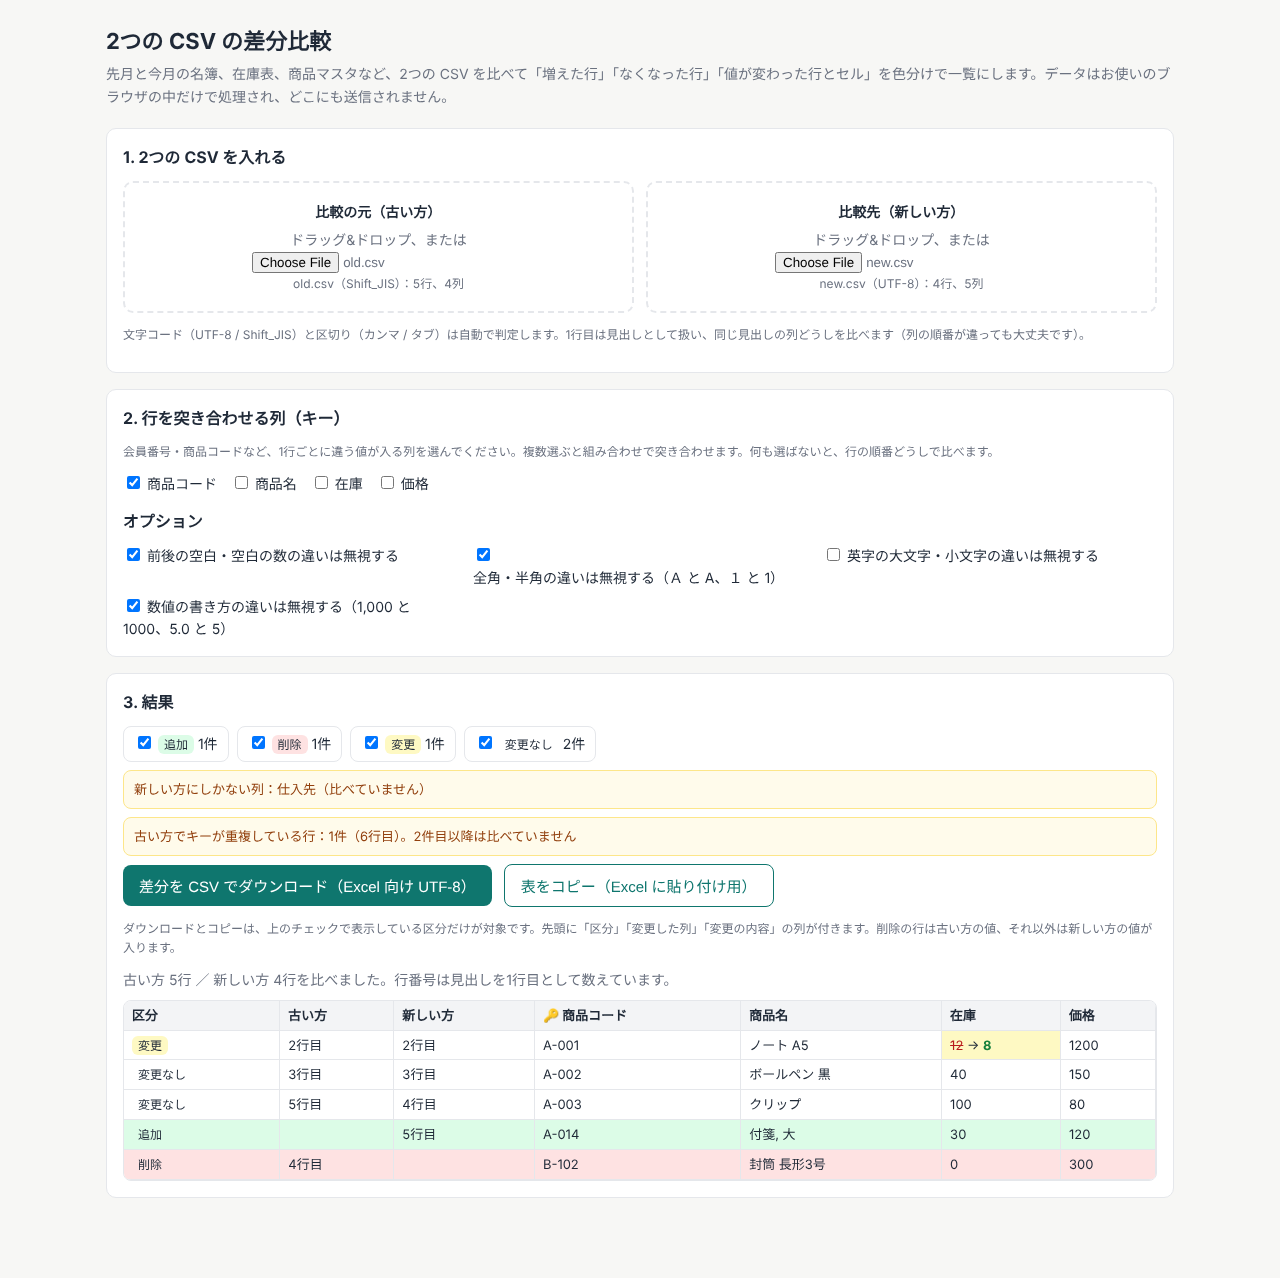 2つの CSV の差分比較
先月と今月の名簿、在庫表、商品マスタなど、2つの CSV を比べて「増えた行」「なくなった行」「値が変わった行とセル」を色分けで一覧にします。データはお使いのブ
ラウザの中だけで処理され、どこにも送信されません。
1. 2つの CSV を入れる
比較の元（古い方）
ドラッグ&ドロップ、または
Choose File old.csv
old.csv（Shift_JIS）：5行、4列
比較先（新しい方）
ドラッグ&ドロップ、または
Choose File new.csv
new.csv（UTF-8）：4行、5列
文字コード（UTF-8 / Shift_JIS）と区切り（カンマ / タブ）は自動で判定します。1行目は見出しとして扱い、同じ見出しの列どうしを比べます（列の順番が違っても大丈夫です）。
2. 行を突き合わせる列（キー）
会員番号・商品コードなど、1行ごとに違う値が入る列を選んでください。複数選ぶと組み合わせで突き合わせます。何も選ばないと、行の順番どうしで比べます。
商品コード 商品名 在庫 価格
オプション
前後の空白・空白の数の違いは無視する
全角・半角の違いは無視する（Ａ と A、１ と 1）
英字の大文字・小文字の違いは無視する
数値の書き方の違いは無視する（1,000 と
1000、5.0 と 5）
3. 結果
追加 1件 削除 1件 変更 1件 変更なし 2件
新しい方にしかない列：仕入先（比べていません）
古い方でキーが重複している行：1件（6行目）。2件目以降は比べていません
差分を CSV でダウンロード（Excel 向け UTF-8） 表をコピー（Excel に貼り付け用）
ダウンロードとコピーは、上のチェックで表示している区分だけが対象です。先頭に「区分」「変更した列」「変更の内容」の列が付きます。削除の行は古い方の値、それ以外は新しい方の値が
入ります。
古い方 5行 ／ 新しい方 4行を比べました。行番号は見出しを1行目として数えています。
区分 古い方 新しい方 🔑 商品コード 商品名 在庫 価格
変更 2行目 2行目 A-001 ノート A5 12 → 8 1200
変更なし 3行目 3行目 A-002 ボールペン 黒 40 150
変更なし 5行目 4行目 A-003 クリップ 100 80
追加 5行目 A-014 付箋, 大 30 120
削除 4行目 B-102 封筒 長形3号 0 300